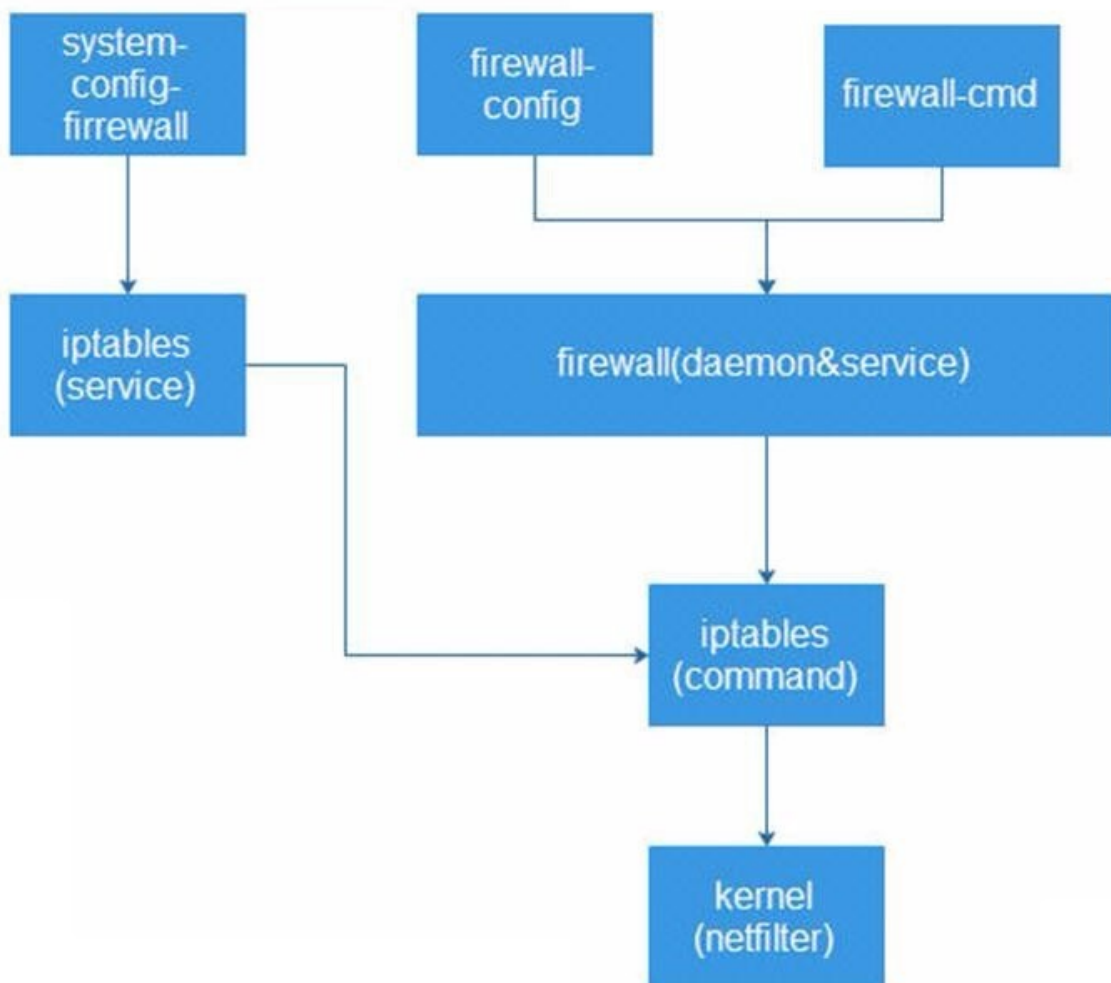 system-
config-
firrewall
firewall-
config
firewall-cmd
iptables
(service)
firewall(daemon&service)
iptables
(command)
kernel
(netfilter)